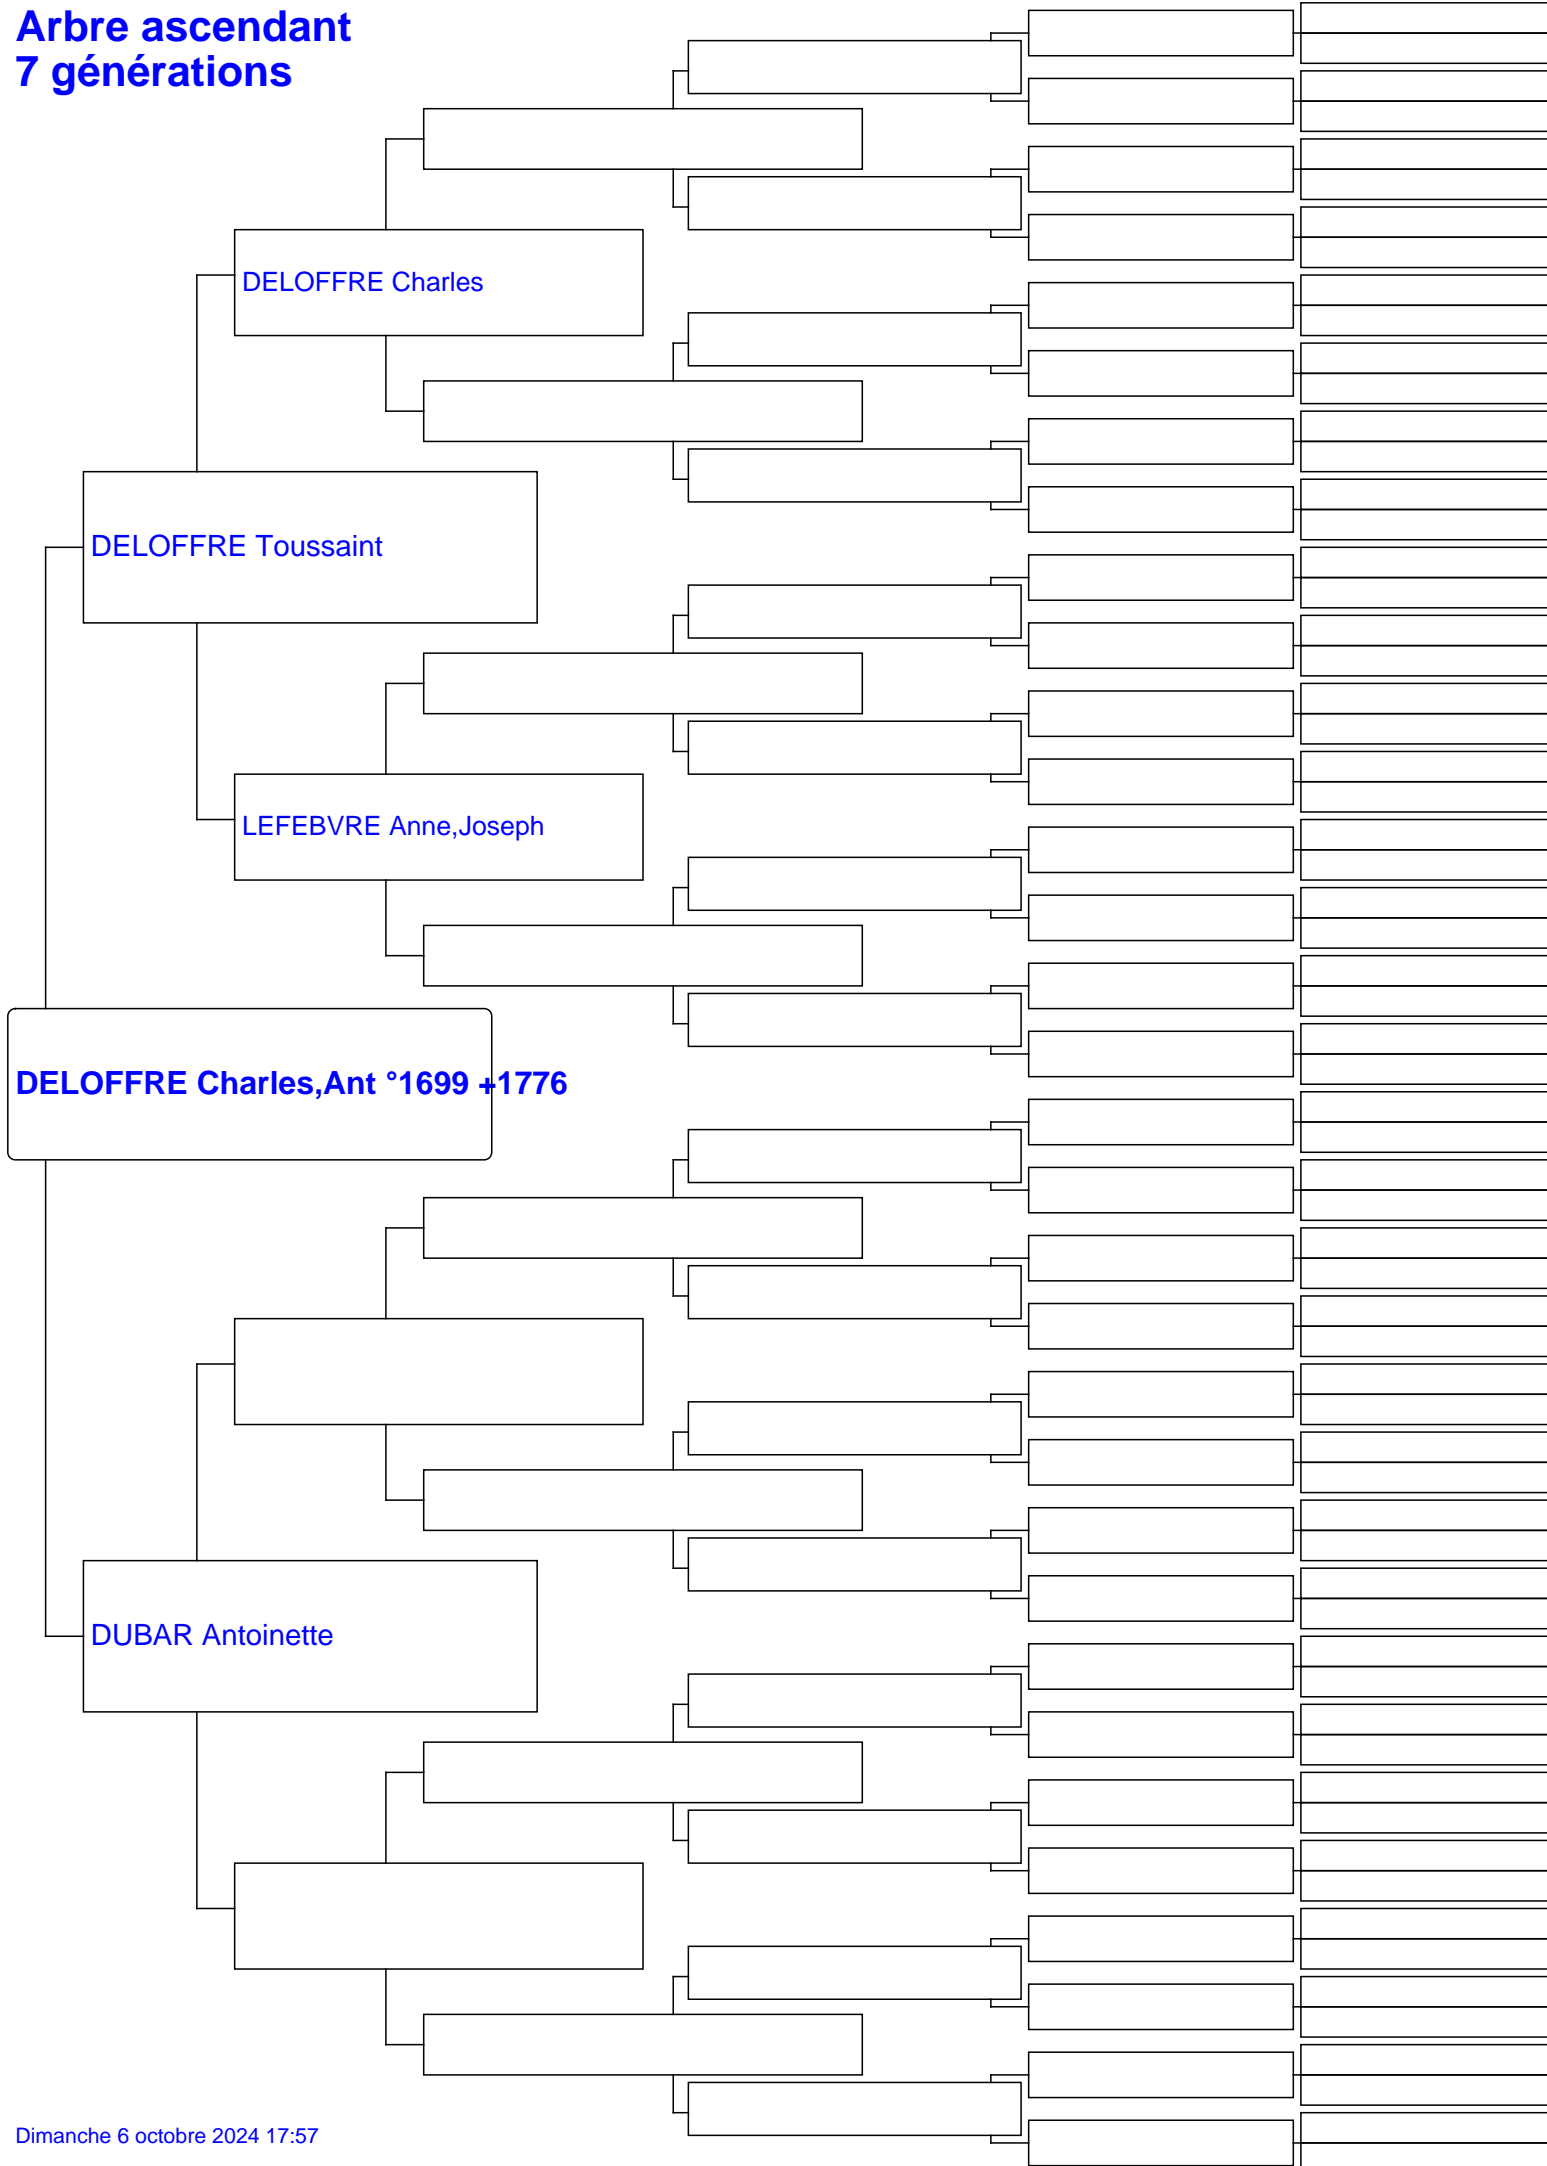 Arbre ascendant
7 générations
DELOFFRE Charles
DELOFFRE Toussaint
LEFEBVRE Anne,Joseph
DELOFFRE Charles,Ant °1699 +1776
DUBAR Antoinette
Dimanche 6 octobre 2024 17:57